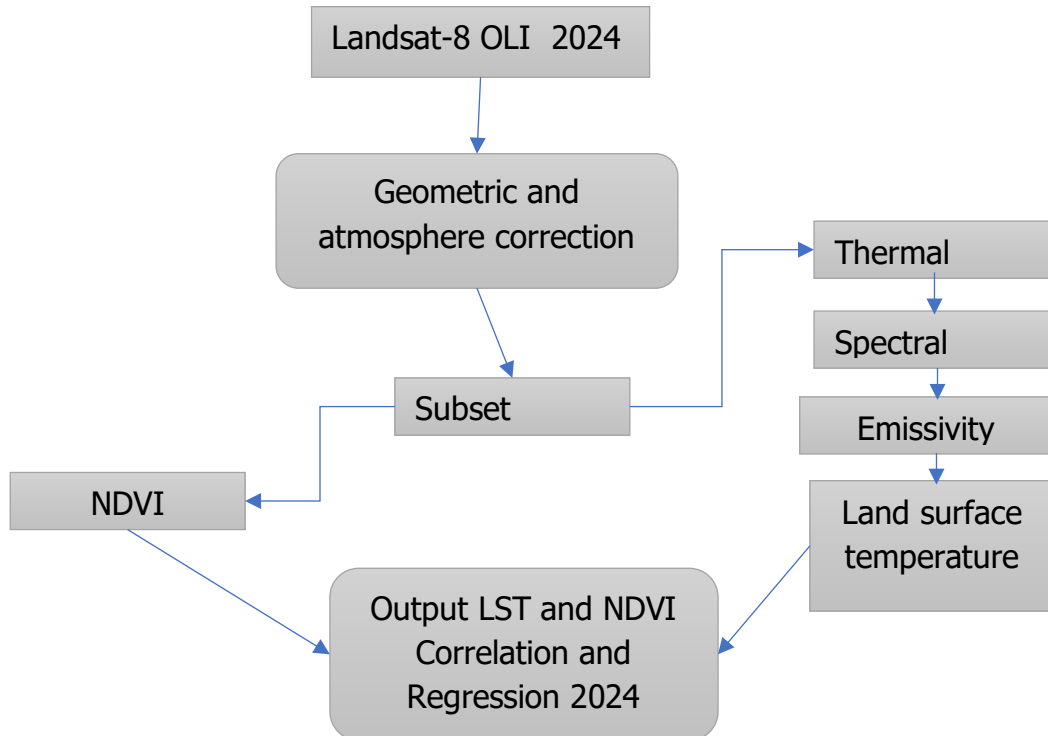 Landsat-8 OLI  2024
Geometric and
atmosphere correction
Thermal
Spectral
Subset
Emissivity
NDVI
Land surface
temperature
Output LST and NDVI
Correlation and
Regression 2024